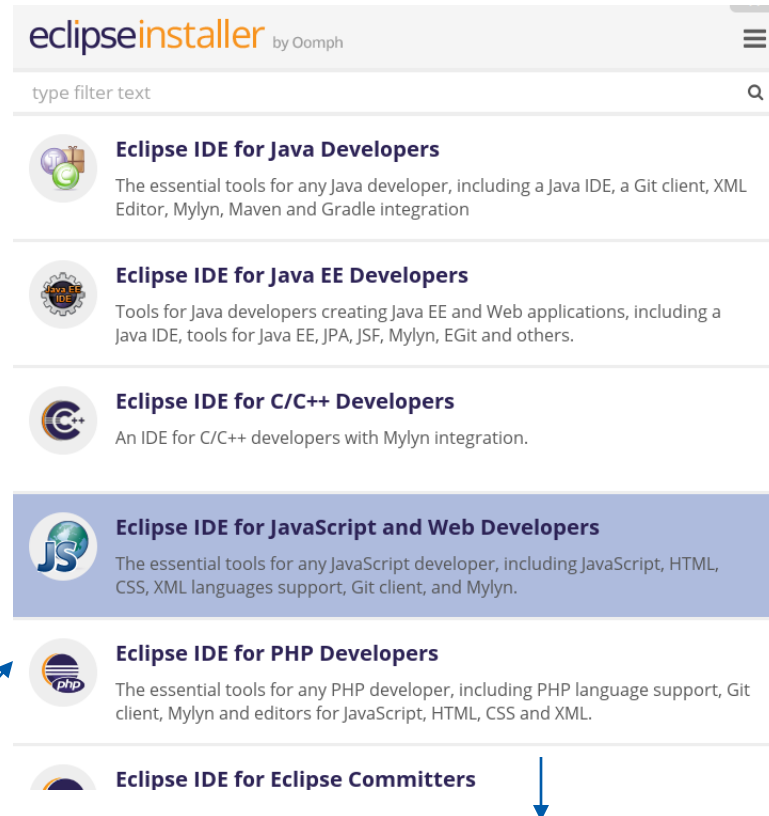 eclipseinstaller by Oomph
type filter text
Eclipse IDE for Java Developers
The essential tools for any Java developer, including a Java IDE, a Git client, XML
Editor, Mylyn, Maven and Gradle integration
Java EE
IDE
Eclipse IDE for Java EE Developers
Tools for Java developers creating Java EE and Web applications, including a
Java IDE, tools for Java EE, JPA, JSF, Mylyn, EGit and others.
C++
Eclipse IDE for C/C++ Developers
An IDE for C/C++ developers with Mylyn integration.
JS
Eclipse IDE for JavaScript and Web Developers
The essential tools for any JavaScript developer, including JavaScript, HTML,
CSS, XML languages support, Git client, and Mylyn.
php
Eclipse IDE for PHP Developers
The essential tools for any PHP developer, including PHP language support, Git
client, Mylyn and editors for JavaScript, HTML, CSS and XML.
Eclipse IDE for Eclipse Committers